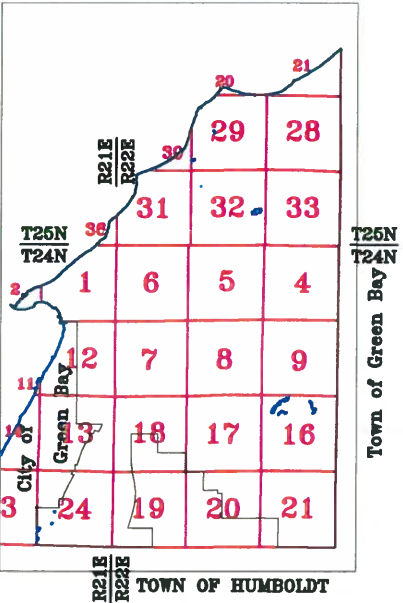 21
20
29 28
30
R21E
R22E
31 32 33
36
T25N
T24N
T25N
T24N
2
1 6 5 4
12 7 8 9
11
Town of Green Bay
City of
Green Bay
13 18 17 16
3 24 19 20 21
R21E
R22E
TOWN OF HUMBOLDT